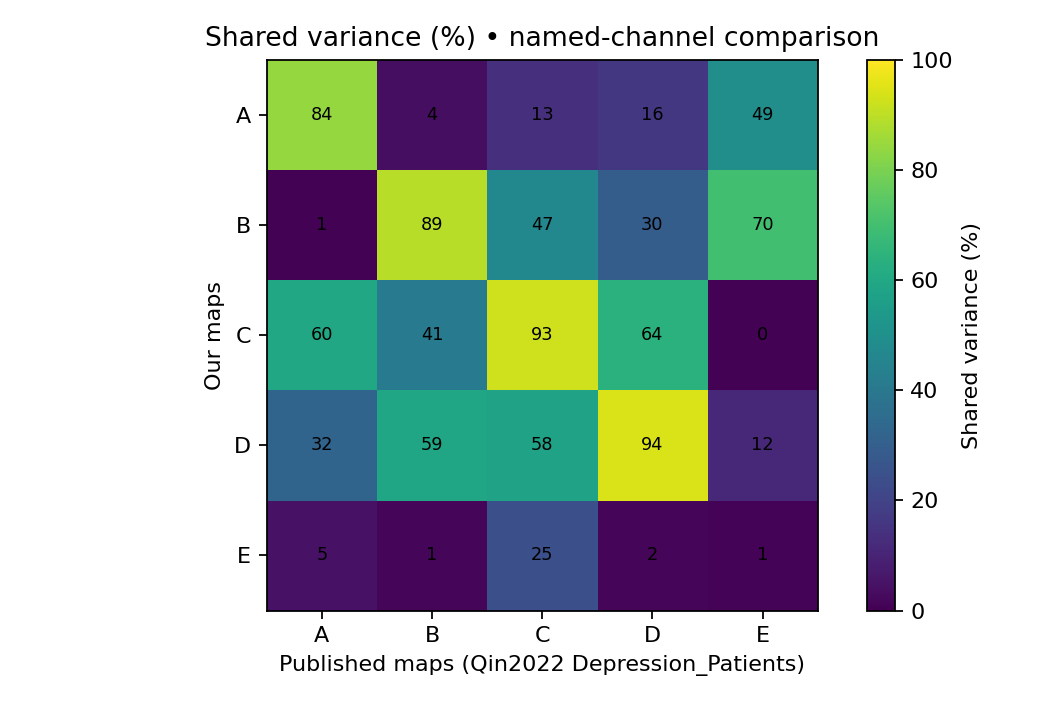 Shared variance (%) • named-channel comparison
Our maps
A 84 4 13 16 49
B 1 89 47 30 70
C 60 41 93 64 0
D 32 59 58 94 12
E 5 1 25 2 1
A B C D E
Published maps (Qin2022 Depression_Patients)
100
80
60
40
20
0
Shared variance (%)